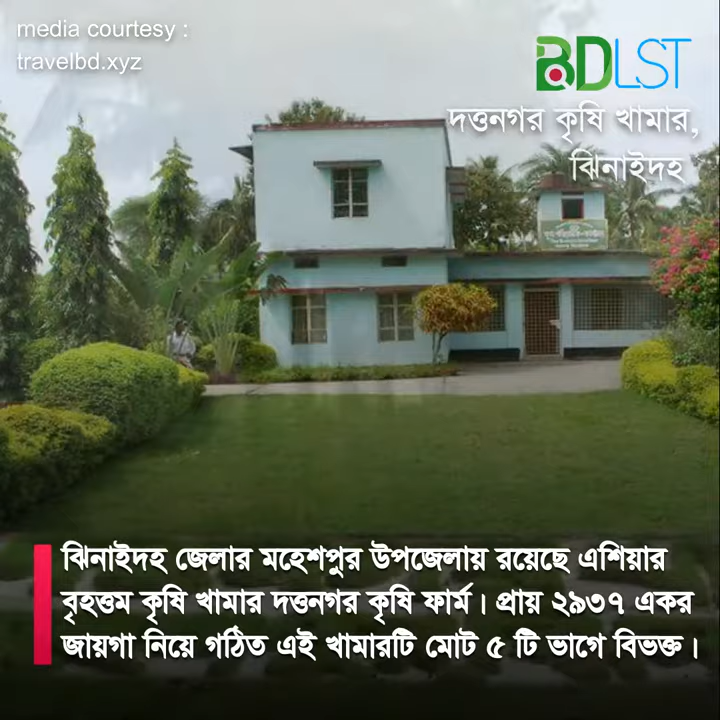 media courtesy :
travelbd.xyz
BDLST
দত্তনগর কৃষি খামার,
ঝিনাইদহ
ঝিনাইদহ জেলার মহেশপুর উপজেলায় রয়েছে এশিয়ার
বৃহত্তম কৃষি খামার দত্তনগর কৃষি ফার্ম। প্রায় ২৯৩৭ একর
জায়গা নিয়ে গঠিত এই খামারটি মোট ৫ টি ভাগে বিভক্ত।